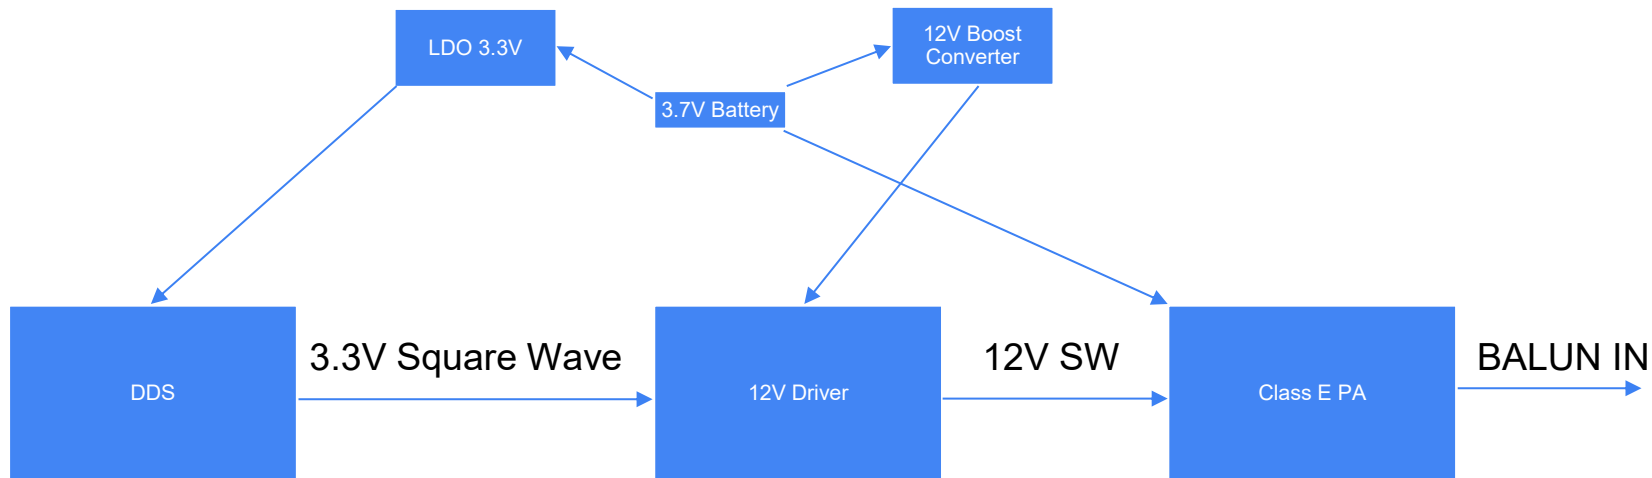 LDO 3.3V
12V Boost
Converter
3.7V Battery
3.3V Square Wave
12V SW
BALUN IN
DDS
12V Driver
Class E PA